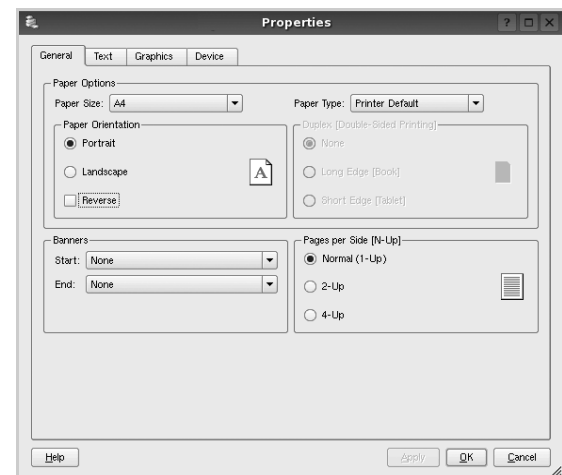 Properties
General Text Graphics Device
Paper Options
Paper Size: A4
Paper Type: Printer Default
Paper Orientation
Portrait
Landscape
Reverse
A
Duplex [Double-Sided Printing]
None
Long Edge [Book]
Short Edge [Tablet]
Banners
Start: None
End: None
Pages per Side [N-Up]
Normal (1-Up)
2-Up
4-Up
Help Apply OK Cancel